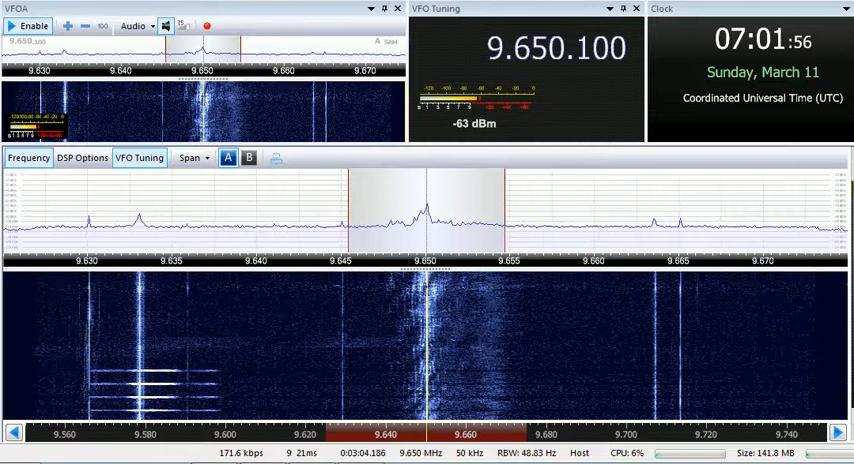 VFOA
Enable 100 Audio
9.650.100 A SAM
9.630 9.640 9.650 9.660 9.670
VFO Tuning
9.650.100
-63 dBm
Clock
07:01:56
Sunday, March 11
Coordinated Universal Time (UTC)
Frequency DSP Options VFO Tuning Span A B
9.630 9.635 9.640 9.645 9.650 9.655 9.660 9.665 9.670
9.560 9.580 9.600 9.620 9.640 9.660 9.680 9.700 9.720 9.740
171.6 kbps 9 21ms 0:03:04.186 9.650 MHz 50 kHz RBW: 48.83 Hz Host CPU: 6% Size: 141.8 MB